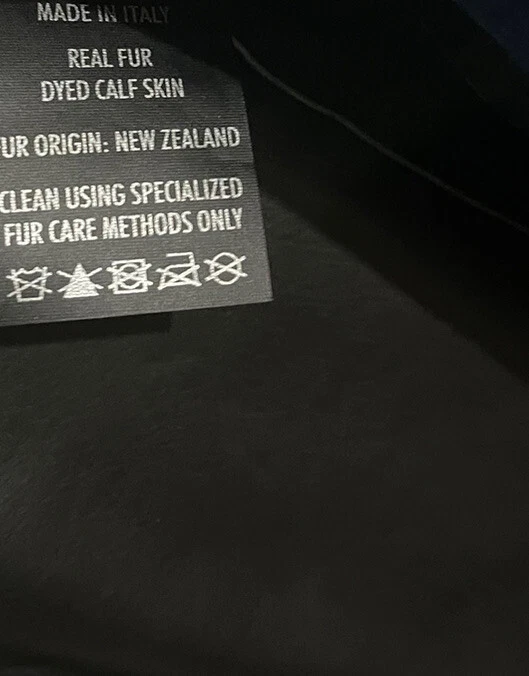 MADE IN ITALY
REAL FUR
DYED CALF SKIN
UR ORIGIN: NEW ZEALAND
CLEAN USING SPECIALIZED
FUR CARE METHODS ONLY